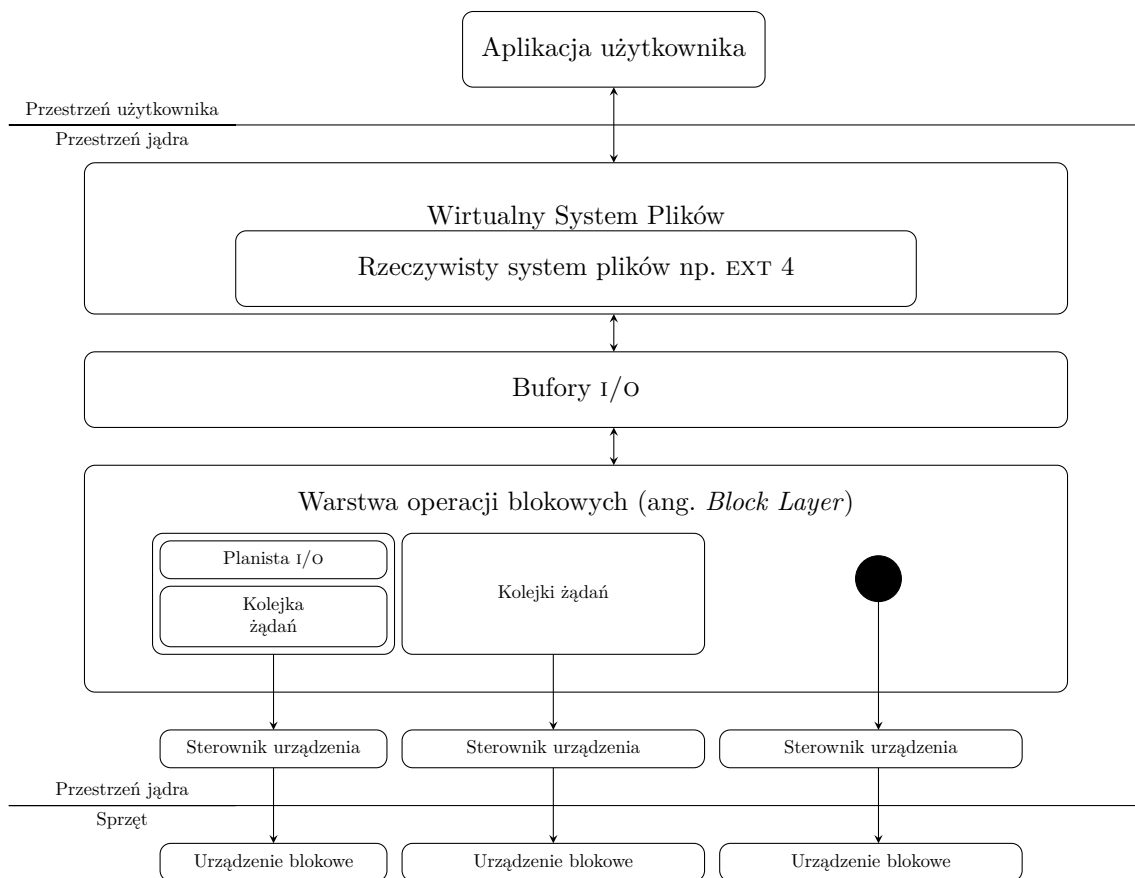 Aplikacja użytkownika
Przestrzeń użytkownika
Przestrzeń jądra
Wirtualny System Plików
Rzeczywisty system plików np. EXT 4
Bufory I/O
Warstwa operacji blokowych (ang. Block Layer)
Planista I/O
Kolejka
żądań
Kolejki żądań
Sterownik urządzenia
Sterownik urządzenia
Sterownik urządzenia
Przestrzeń jądra
Sprzęt
Urządzenie blokowe
Urządzenie blokowe
Urządzenie blokowe